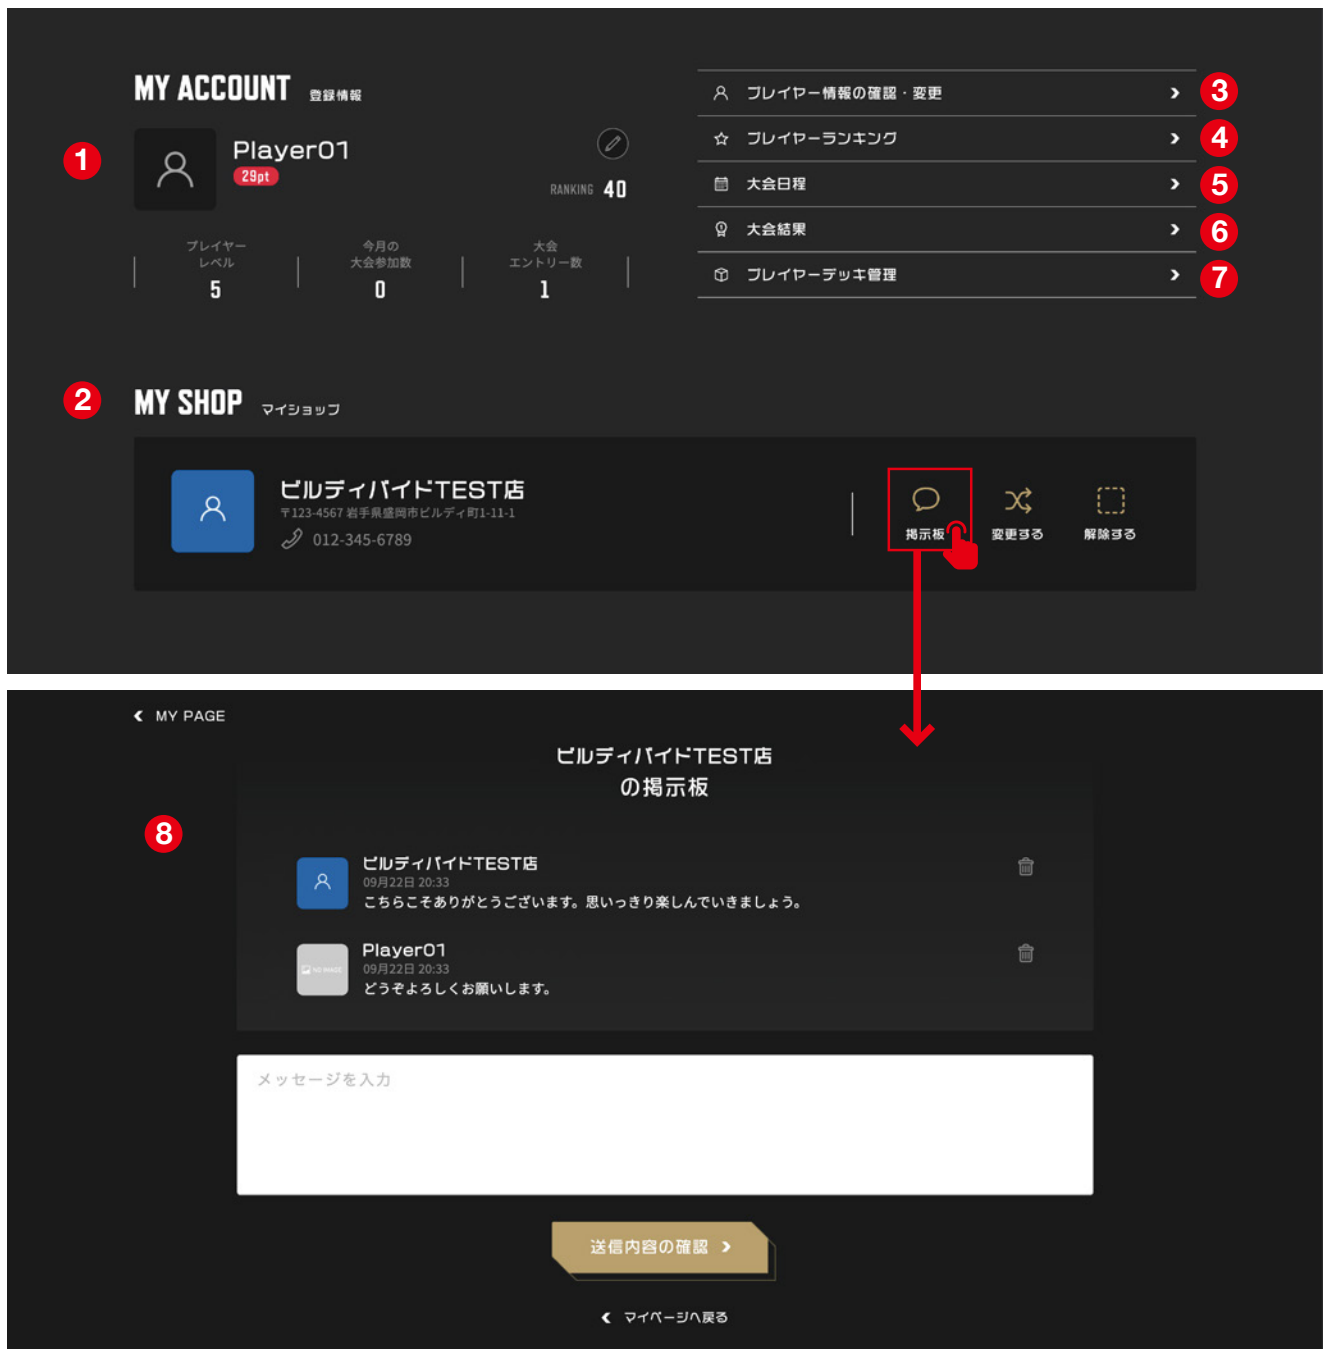 MY ACCOUNT 登録情報
1
Player01
29pt
RANKING 40
プレイヤー
レベル
5
今月の
大会参加数
0
大会
エントリー数
1
プレイヤー情報の確認・変更
3
プレイヤーランキング
4
大会日程
5
大会結果
6
プレイヤーデッキ管理
7
2
MY SHOP マイショップ
ビルディバイドTEST店
〒123-4567 岩手県盛岡市ビルディ町1-11-1
012-345-6789
掲示板
変更する
解除する
MY PAGE
ビルディバイドTEST店
の掲示板
8
ビルディバイドTEST店
09月22日 20:33
こちらこそありがとうございます。思いっきり楽しんでいきましょう。
NO IMAGE
Player01
09月22日 20:33
どうぞよろしくお願いします。
メッセージを入力
送信内容の確認
マイページへ戻る